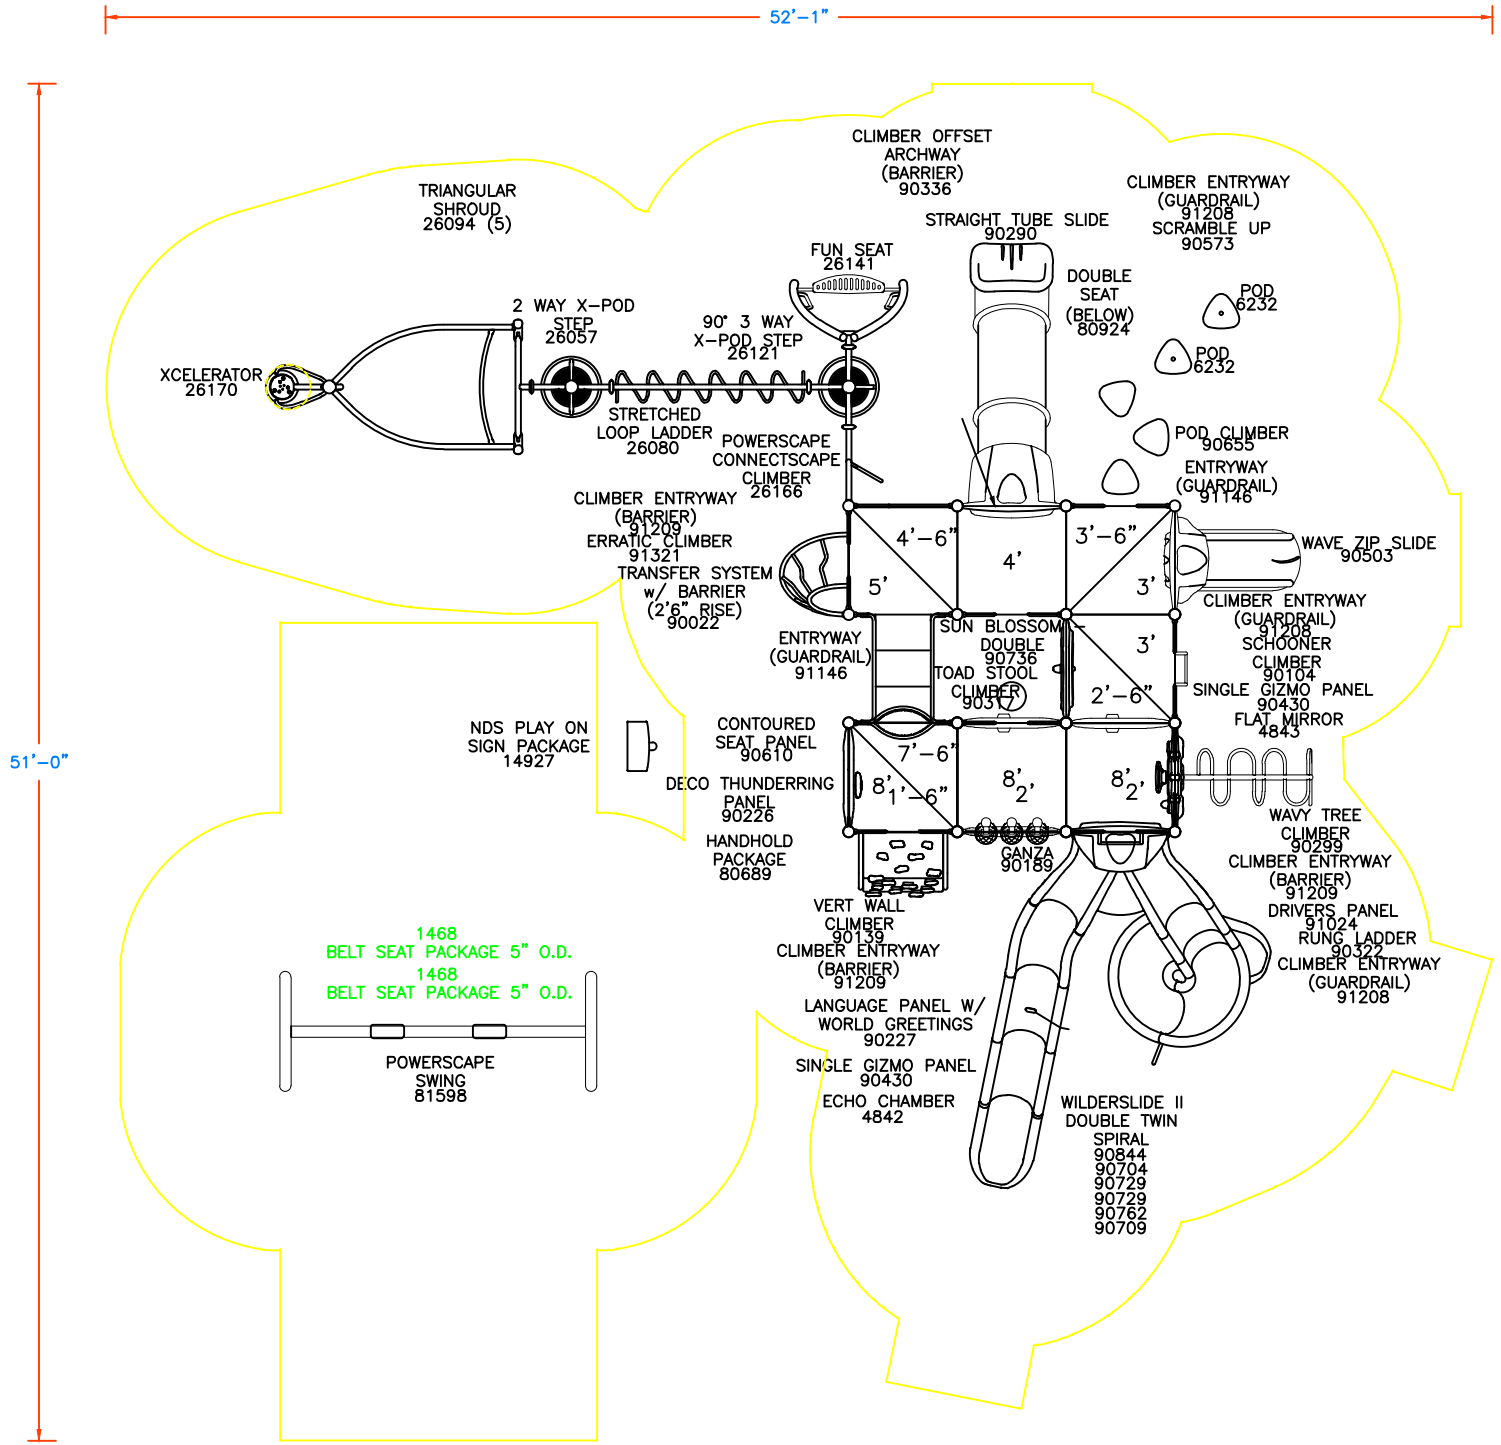 52'-1"
CLIMBER OFFSET
ARCHWAY
(BARRIER)
90336
TRIANGULAR
SHROUD
26094 (5)
CLIMBER ENTRYWAY
(GUARDRAIL)
91208
SCRAMBLE UP
90573
STRAIGHT TUBE SLIDE
90290
FUN SEAT
26141
DOUBLE
SEAT
(BELOW)
80924
POD
6232
2 WAY X-POD
STEP
26057
90° 3 WAY
X-POD STEP
26121
POD
6232
XCELERATOR
26170
STRETCHED
LOOP LADDER
26080
POWERSCAPE
CONNECTSCAPE
CLIMBER
26166
POD CLIMBER
90655
ENTRYWAY
(GUARDRAIL)
91146
CLIMBER ENTRYWAY
(BARRIER)
91209
ERRATIC CLIMBER
91321
TRANSFER SYSTEM
w/ BARRIER
(2'6" RISE)
90022
4'-6"
5'
4'
3'-6"
3'
WAVE ZIP SLIDE
90503
ENTRYWAY
(GUARDRAIL)
91146
SUN BLOSSOM -
DOUBLE
90736
TOAD STOOL
CLIMBER
90317
3'
2'-6"
CLIMBER ENTRYWAY
(GUARDRAIL)
91208
SCHOONER
CLIMBER
90104
SINGLE GIZMO PANEL
90430
FLAT MIRROR
4843
NDS PLAY ON
SIGN PACKAGE
14927
51'-0"
CONTOURED
SEAT PANEL
90610
DECO THUNDERRING
PANEL
90226
HANDHOLD
PACKAGE
80689
7'-6"
8'
1'-6"
8'
2'
8'
2'
GANZA
90189
WAVY TREE
CLIMBER
90299
CLIMBER ENTRYWAY
(BARRIER)
91209
DRIVERS PANEL
91024
RUNG LADDER
90322
CLIMBER ENTRYWAY
(GUARDRAIL)
91208
VERT WALL
CLIMBER
90139
CLIMBER ENTRYWAY
(BARRIER)
91209
LANGUAGE PANEL W/
WORLD GREETINGS
90227
SINGLE GIZMO PANEL
90430
ECHO CHAMBER
4842
1468
BELT SEAT PACKAGE 5" O.D.
1468
BELT SEAT PACKAGE 5" O.D.
POWERSCAPE
SWING
81598
WILDERSLIDE II
DOUBLE TWIN
SPIRAL
90844
90704
90729
90729
90762
90709